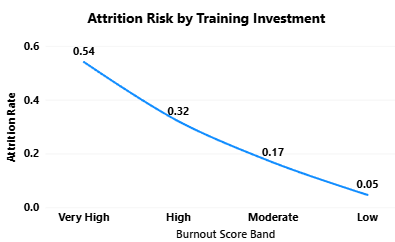 Attrition Risk by Training Investment
Attrition Rate
0.6
0.4
0.2
0.0
0.54
0.32
0.17
0.05
Very High
High
Moderate
Low
Burnout Score Band